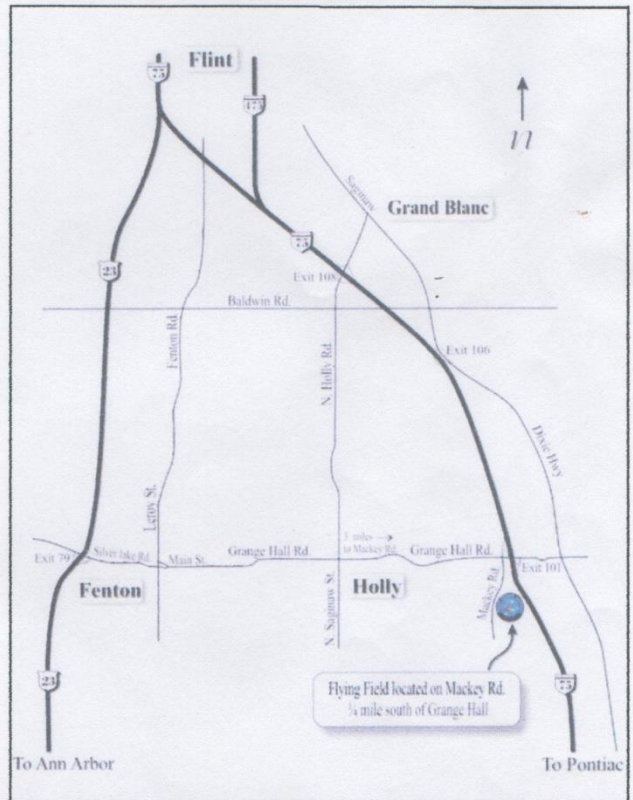 Flint
75
475
n
Saginaw
Grand Blanc
75
23
Exit 108
Baldwin Rd.
Fenton Rd.
N. Holly Rd.
Exit 106
Dixie Hwy
Leroy St.
Exit 79
Silver lake Rd.
Main St.
Grange Hall Rd.
3 miles →
to Mackey Rd.
Grange Hall Rd.
Exit 101
Fenton
Holly
N. Saginaw St.
Mackey Rd.
23
Flying Field located on Mackey Rd.
¼ mile south of Grange Hall
75
To Ann Arbor
To Pontiac